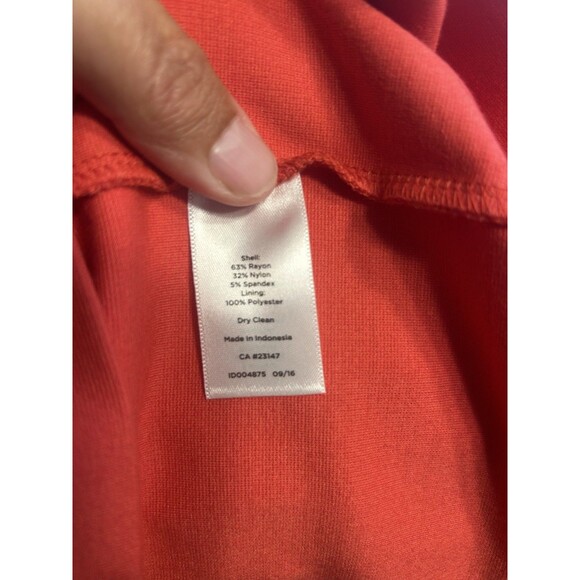 Shell:
63% Rayon
32% Nylon
5% Spandex
Lining:
100% Polyester
Dry Clean
Made in Indonesia
CA #23147
ID004875 09/16